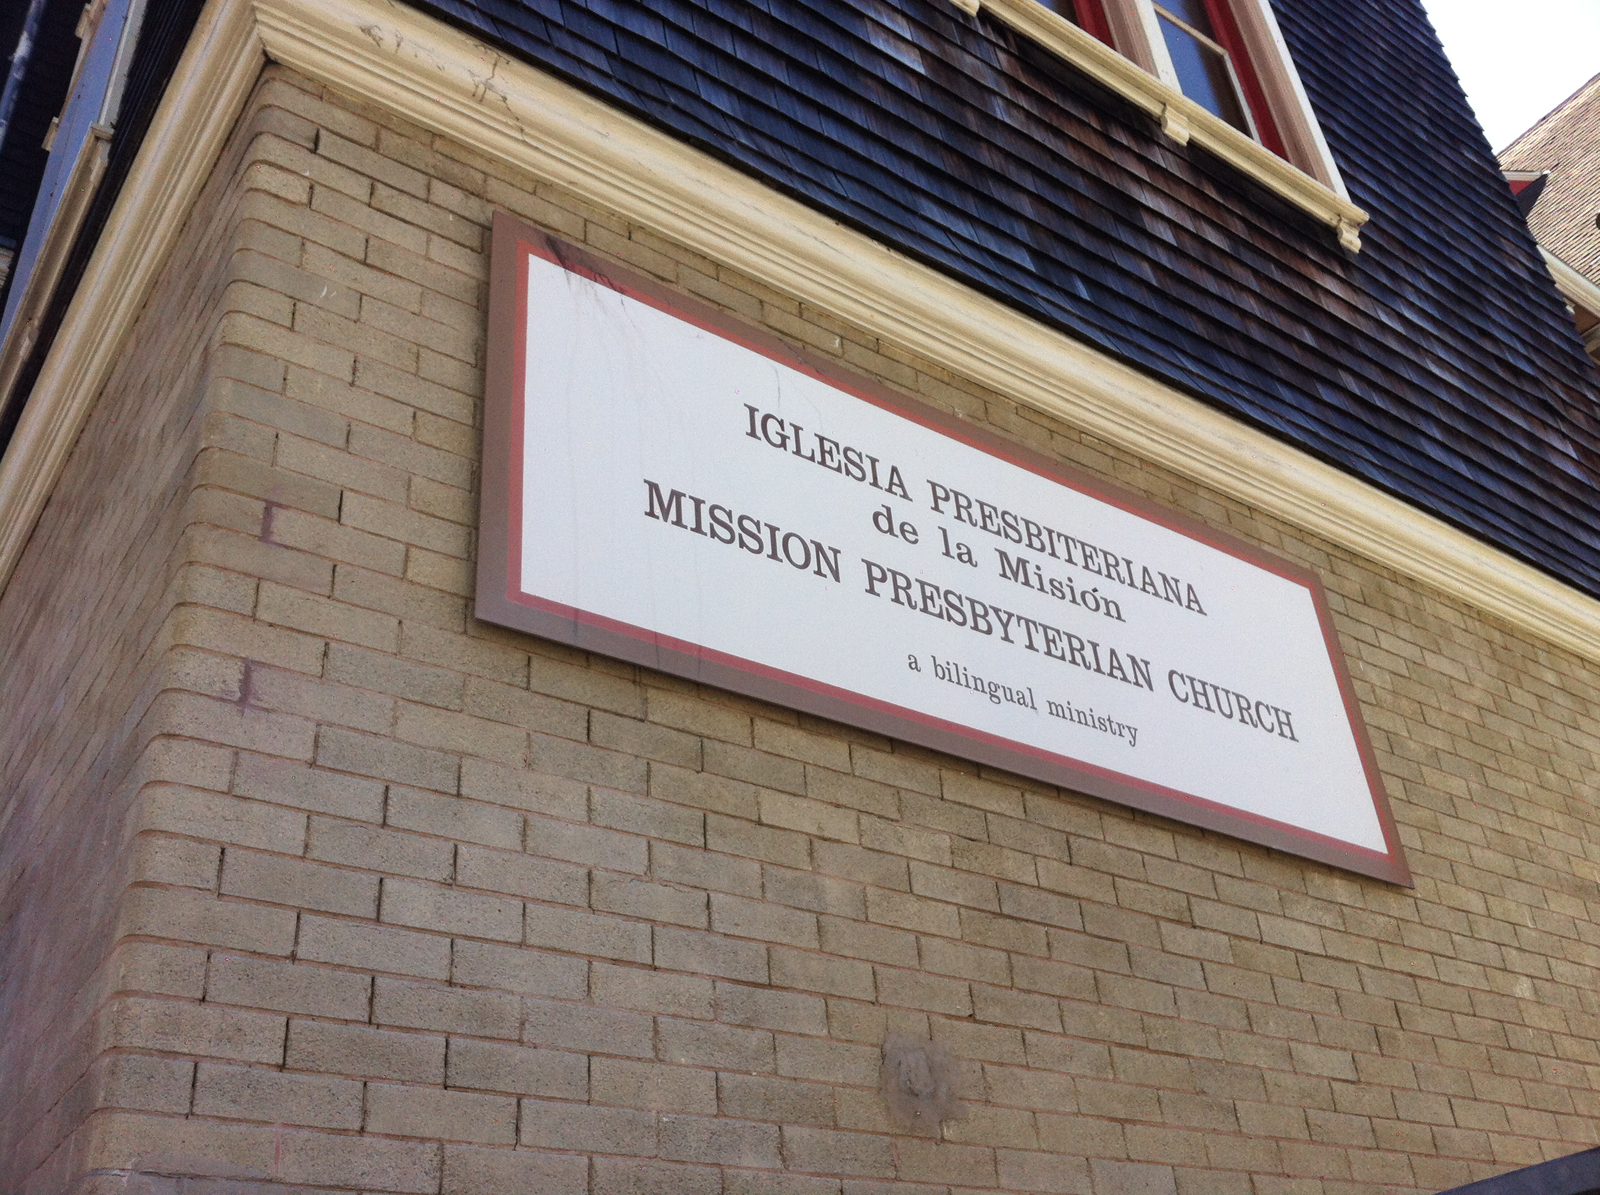 IGLESIA PRESBITERIANA
de la Misión
MISSION PRESBYTERIAN CHURCH
a bilingual ministry